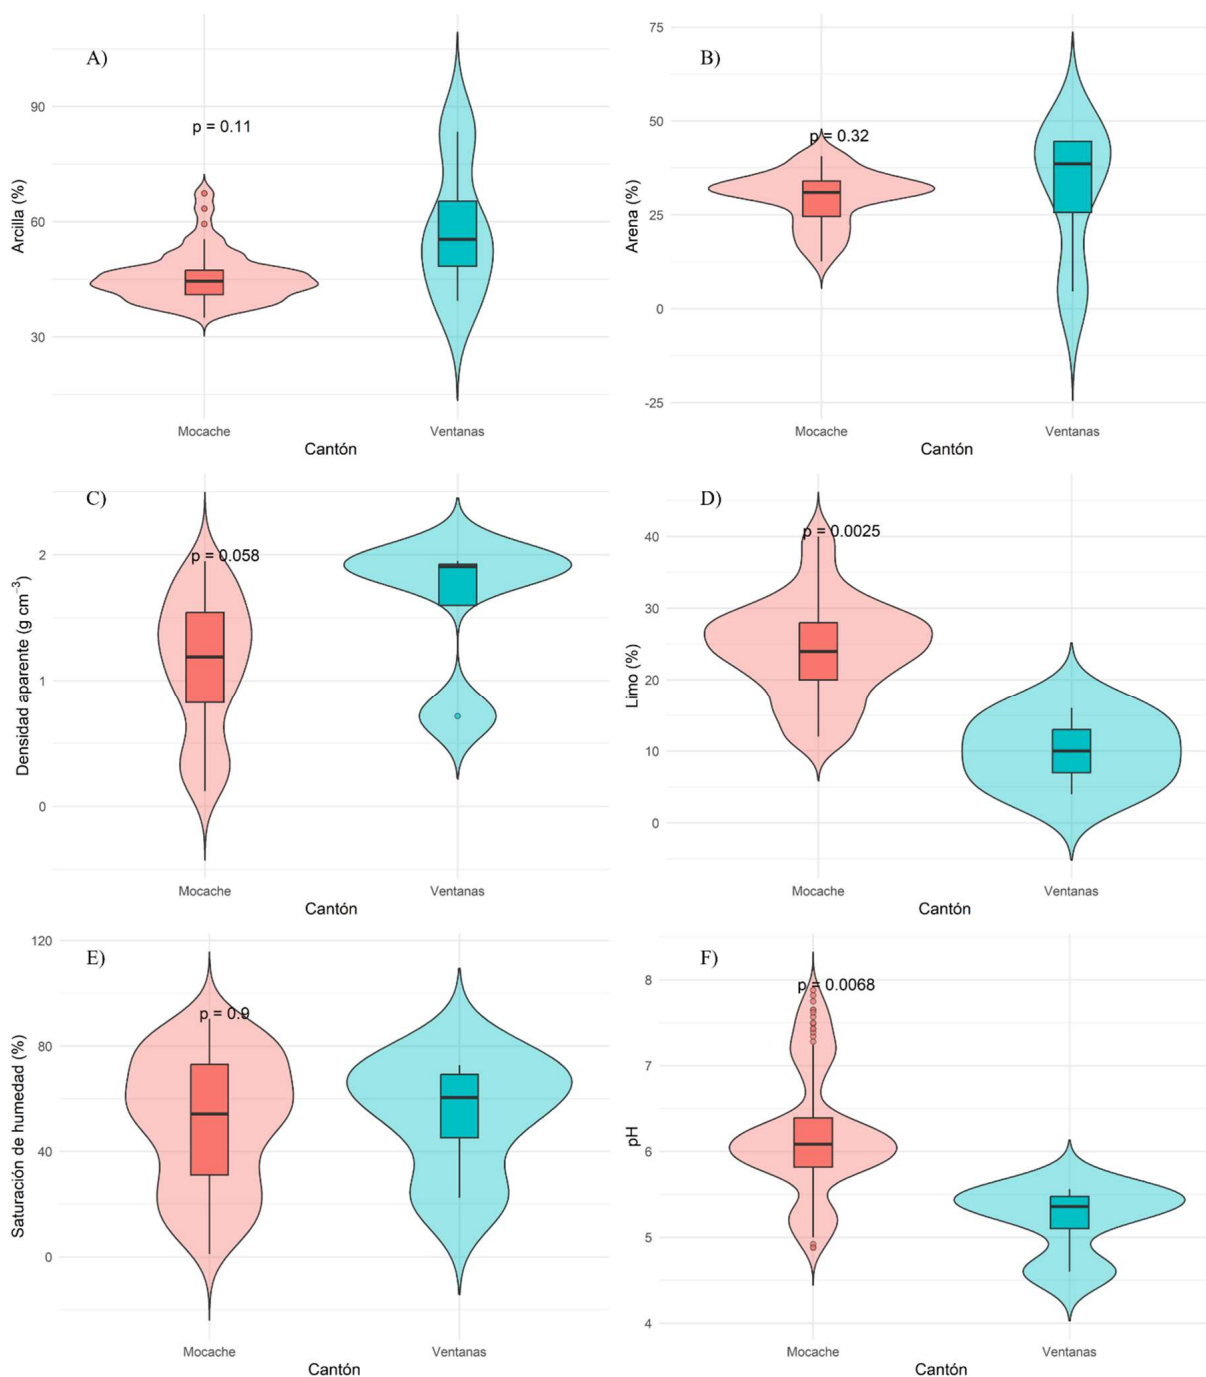 A)
p = 0.11
Arcilla (%)
90
60
30
Mocache Ventanas
Cantón
B)
p = 0.32
Arena (%)
75
50
25
0
-25
Mocache Ventanas
Cantón
C)
p = 0.058
Densidad aparente (g cm⁻³)
2
1
0
Mocache Ventanas
Cantón
D)
p = 0.0025
Limo (%)
40
30
20
10
0
Mocache Ventanas
Cantón
E)
p = 0.9
Saturación de humedad (%)
120
80
40
0
Mocache Ventanas
Cantón
F)
p = 0.0068
pH
8
7
6
5
4
Mocache Ventanas
Cantón